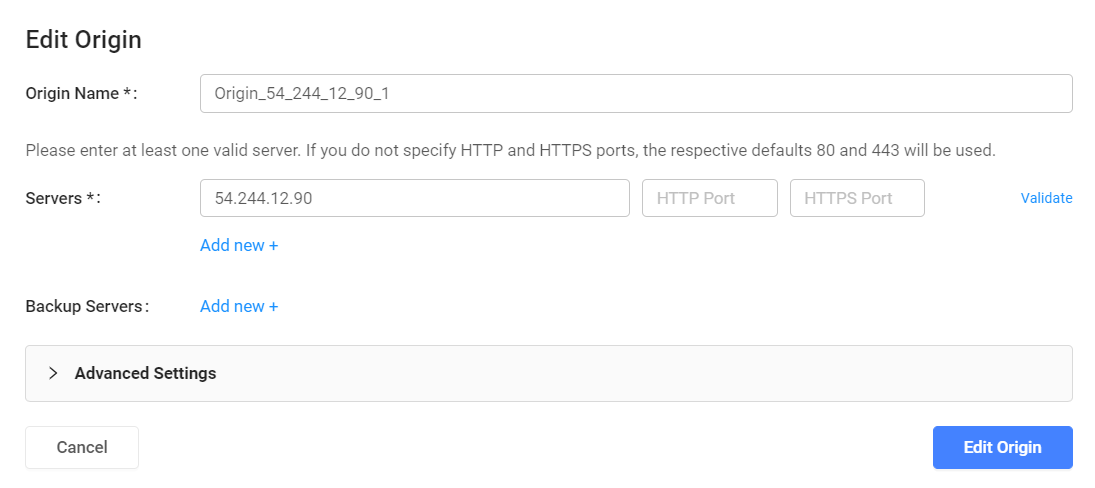 Edit Origin
Origin Name *:
Origin_54_244_12_90_1
Please enter at least one valid server. If you do not specify HTTP and HTTPS ports, the respective defaults 80 and 443 will be used.
Servers *: 54.244.12.90 HTTP Port HTTPS Port Validate
Add new +
Backup Servers: Add new +
Advanced Settings
Cancel Edit Origin